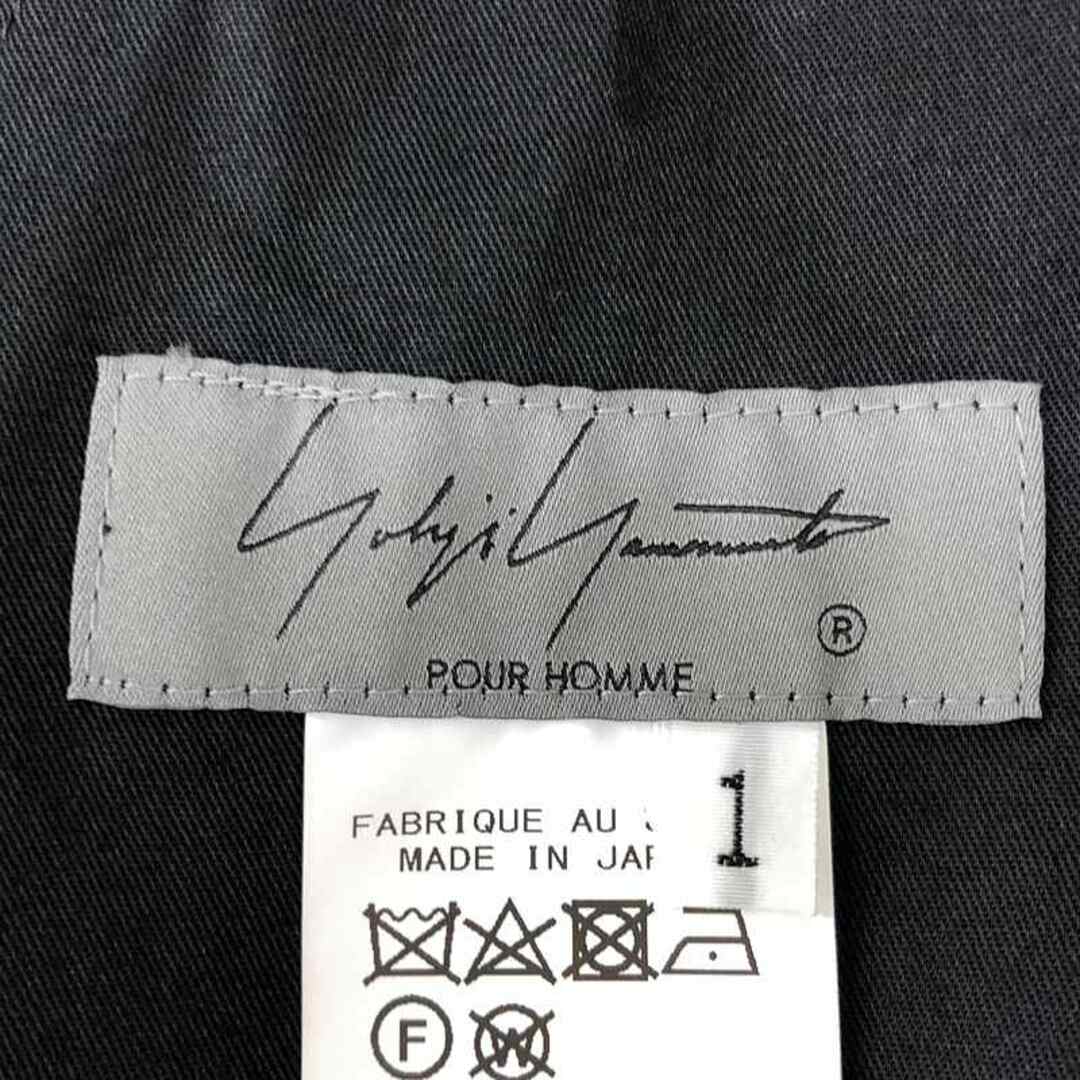 Yohji Yamamoto
®
POUR HOMME
1
FABRIQUE AU
MADE IN JAP
F
W